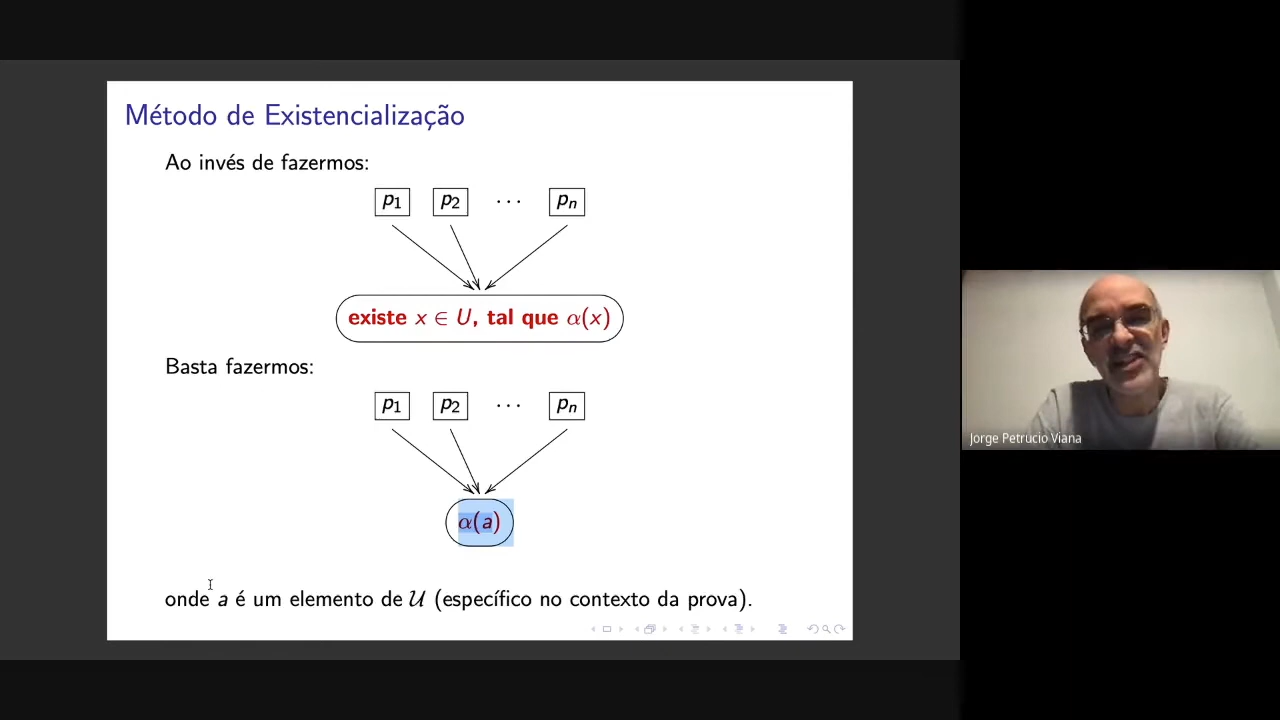 Método de Existencialização
Ao invés de fazermos:
p1 p2 ··· pn
existe x ∈ U, tal que α(x)
Basta fazermos:
p1 p2 ··· pn
α(a)
onde a é um elemento de 𝒰 (específico no contexto da prova).
Jorge Petrucio Viana